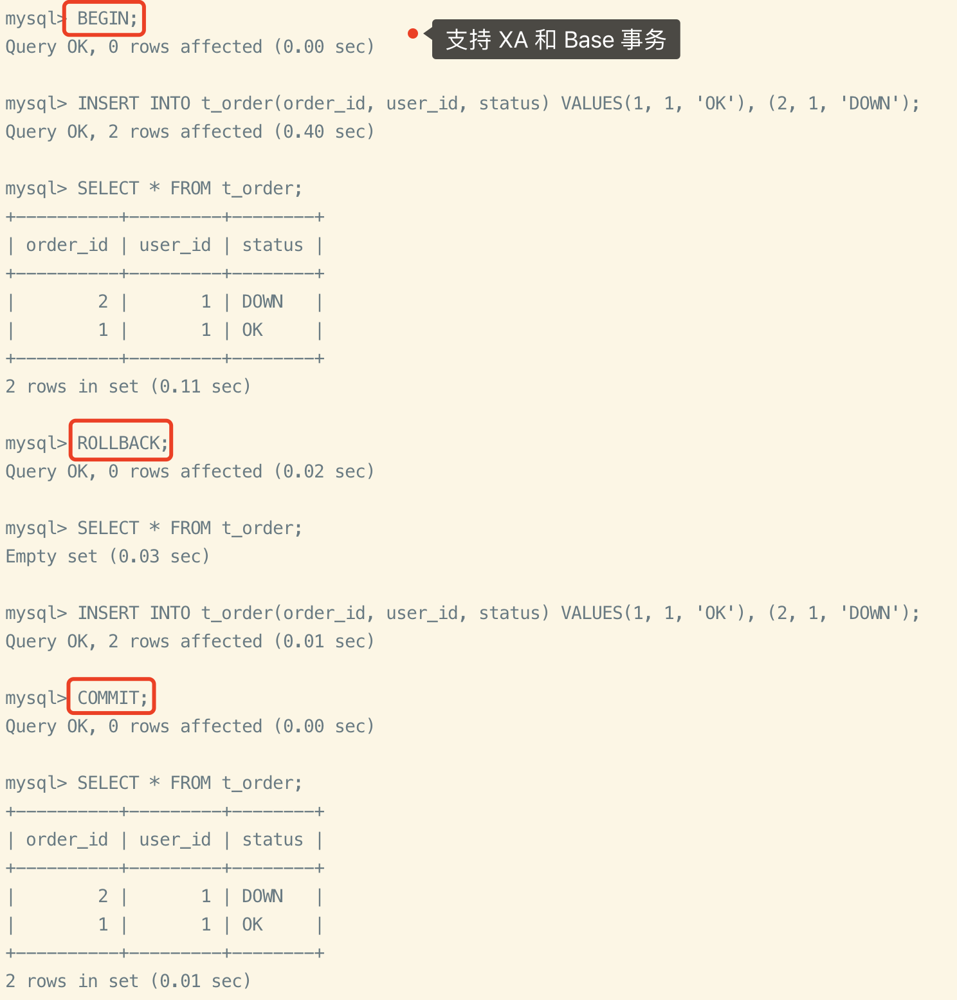 mysql> BEGIN;
支持 XA 和 Base 事务
Query OK, 0 rows affected (0.00 sec)
mysql> INSERT INTO t_order(order_id, user_id, status) VALUES(1, 1, 'OK'), (2, 1, 'DOWN');
Query OK, 2 rows affected (0.40 sec)
mysql> SELECT * FROM t_order;
+----------+---------+--------+
| order_id | user_id | status |
+----------+---------+--------+
|        2 |       1 | DOWN   |
|        1 |       1 | OK     |
+----------+---------+--------+
2 rows in set (0.11 sec)
mysql> ROLLBACK;
Query OK, 0 rows affected (0.02 sec)
mysql> SELECT * FROM t_order;
Empty set (0.03 sec)
mysql> INSERT INTO t_order(order_id, user_id, status) VALUES(1, 1, 'OK'), (2, 1, 'DOWN');
Query OK, 2 rows affected (0.01 sec)
mysql> COMMIT;
Query OK, 0 rows affected (0.00 sec)
mysql> SELECT * FROM t_order;
+----------+---------+--------+
| order_id | user_id | status |
+----------+---------+--------+
|        2 |       1 | DOWN   |
|        1 |       1 | OK     |
+----------+---------+--------+
2 rows in set (0.01 sec)